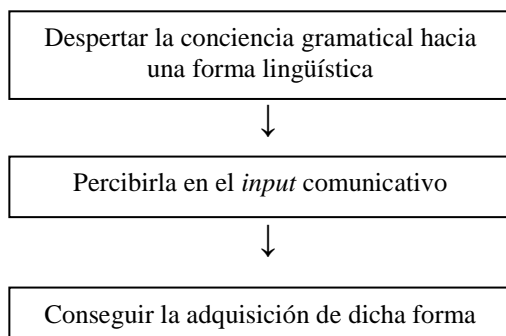 Despertar la conciencia gramatical hacia
una forma lingüística
↓
Percibirla en el input comunicativo
↓
Conseguir la adquisición de dicha forma